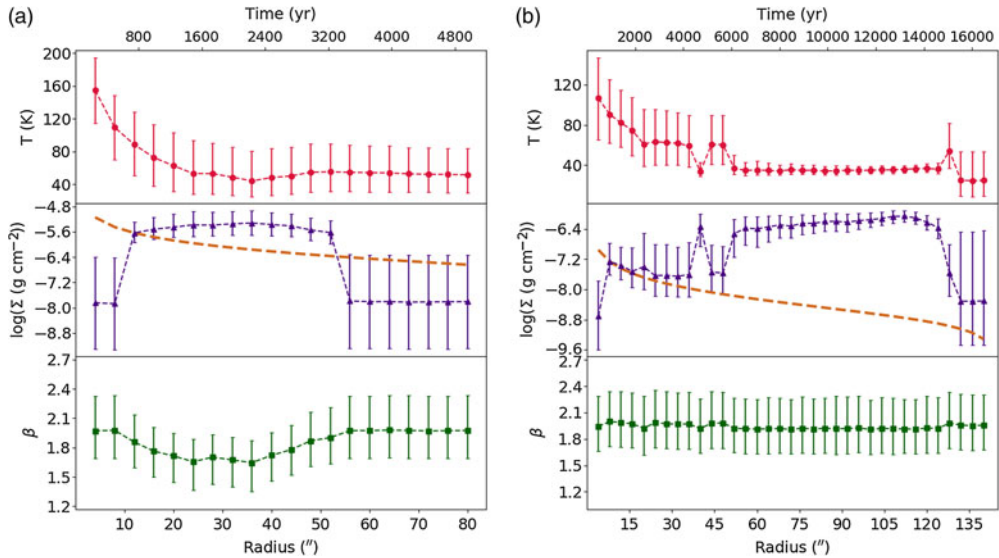 (a)
Time (yr)
800 1600 2400 3200 4000 4800
200
160
120
80
40
T (K)
−4.8
−5.6
−6.4
−7.2
−8.0
−8.8
log(Σ (g cm⁻²))
2.7
2.4
2.1
1.8
1.5
1.2
β
10 20 30 40 50 60 70 80
Radius (″)
(b)
Time (yr)
2000 4000 6000 8000 10000 12000 14000 16000
120
80
40
T (K)
−6.4
−7.2
−8.0
−8.8
−9.6
log(Σ (g cm⁻²))
2.7
2.4
2.1
1.8
1.5
1.2
β
15 30 45 60 75 90 105 120 135
Radius (″)